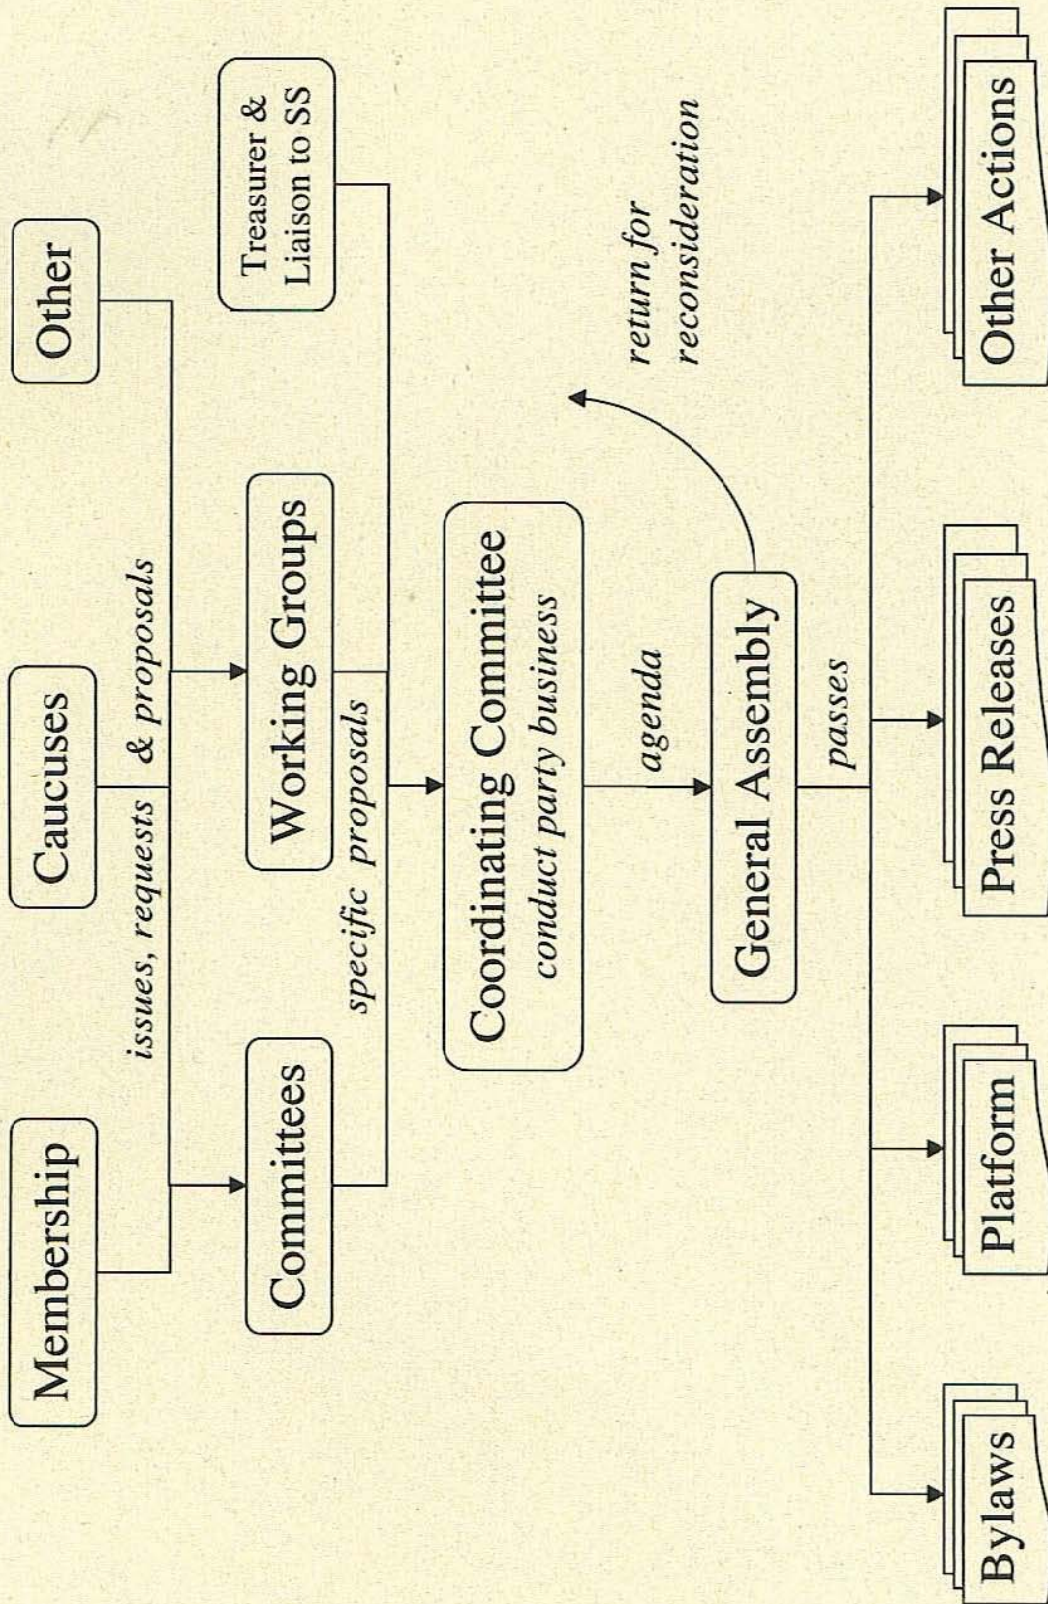 Membership
Caucuses
Other
issues, requests & proposals
Committees
Working Groups
Treasurer &
Liaison to SS
specific proposals
Coordinating Committee
conduct party business
agenda
return for
reconsideration
General Assembly
passes
Bylaws
Platform
Press Releases
Other Actions